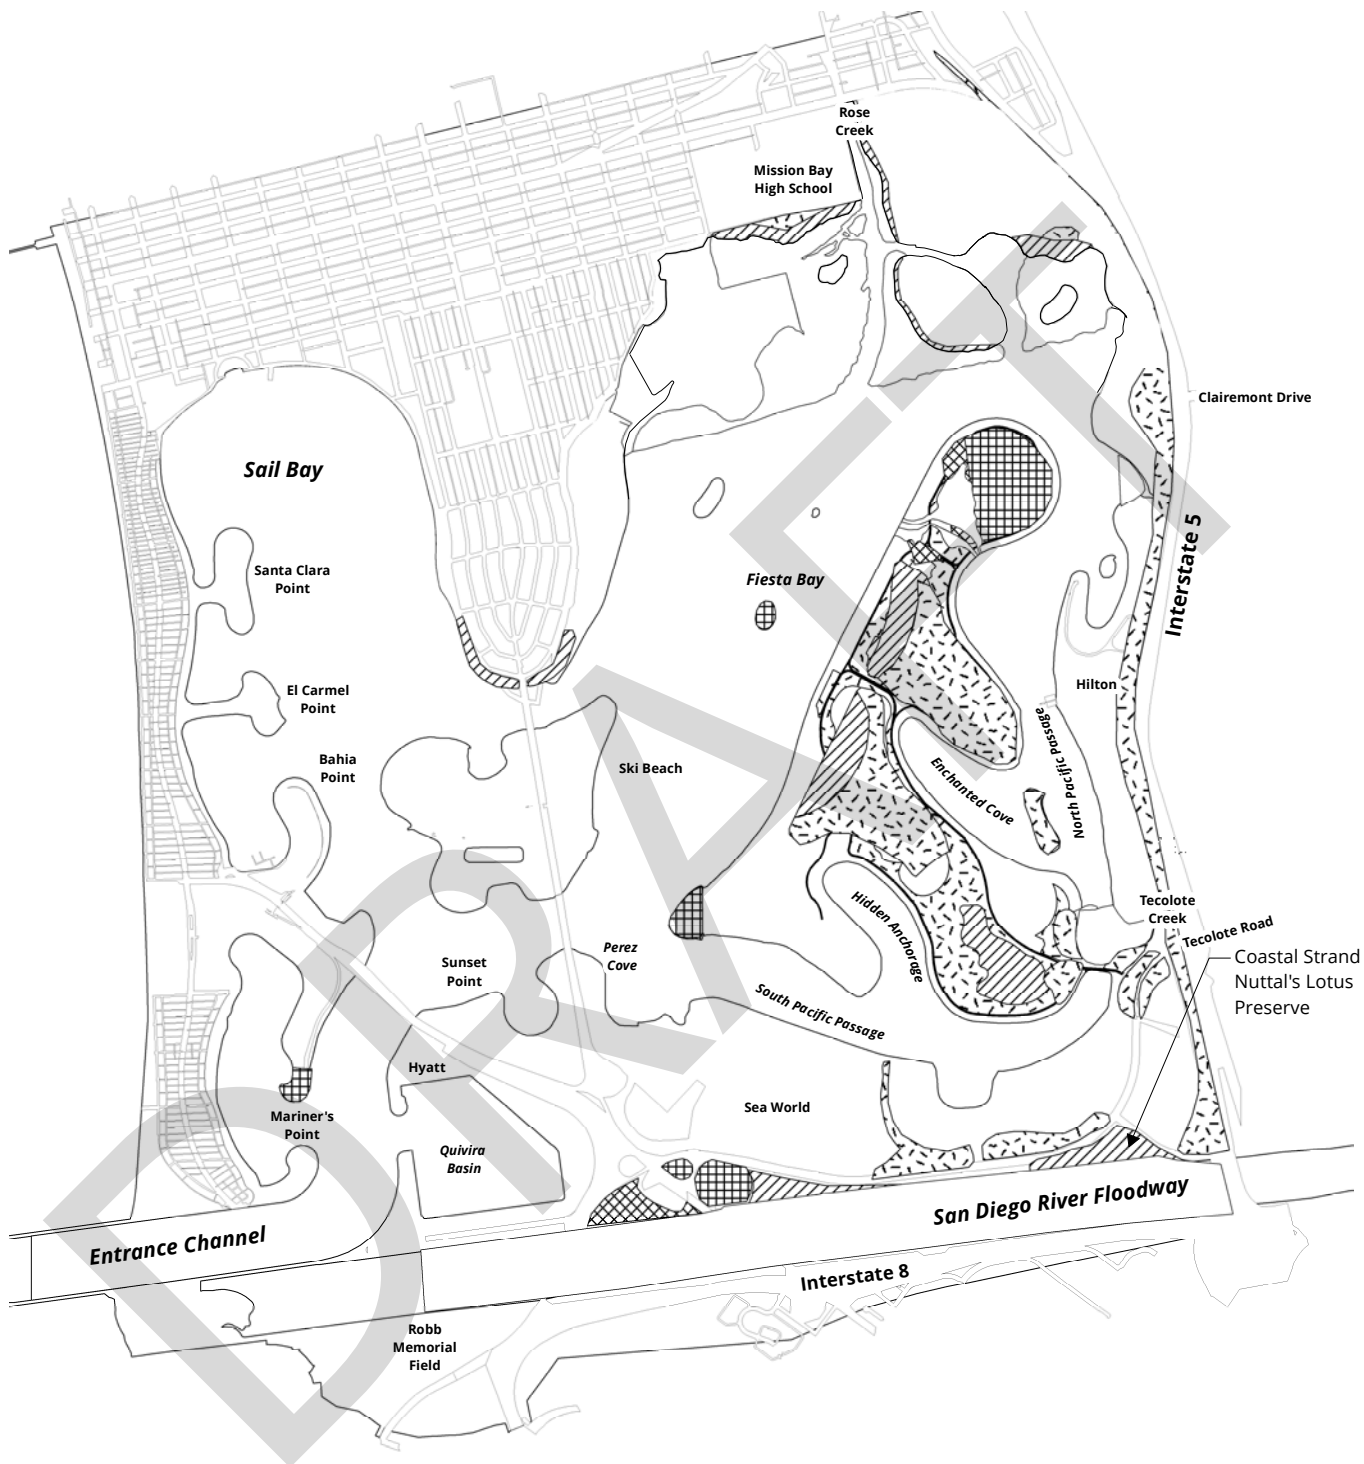 Rose
Creek
Mission Bay
High School
Clairemont Drive
Sail Bay
Interstate 5
Santa Clara
Point
Fiesta Bay
El Carmel
Point
Hilton
North Pacific Passage
Bahia
Point
Ski Beach
Enchanted Cove
Tecolote
Creek
Hidden Anchorage
Tecolote Road
Coastal Strand
Nuttal's Lotus
Preserve
Perez
Cove
Sunset
Point
South Pacific Passage
Hyatt
Sea World
Mariner's
Point
Quivira
Basin
San Diego River Floodway
Entrance Channel
Interstate 8
Robb
Memorial
Field
DRAFT